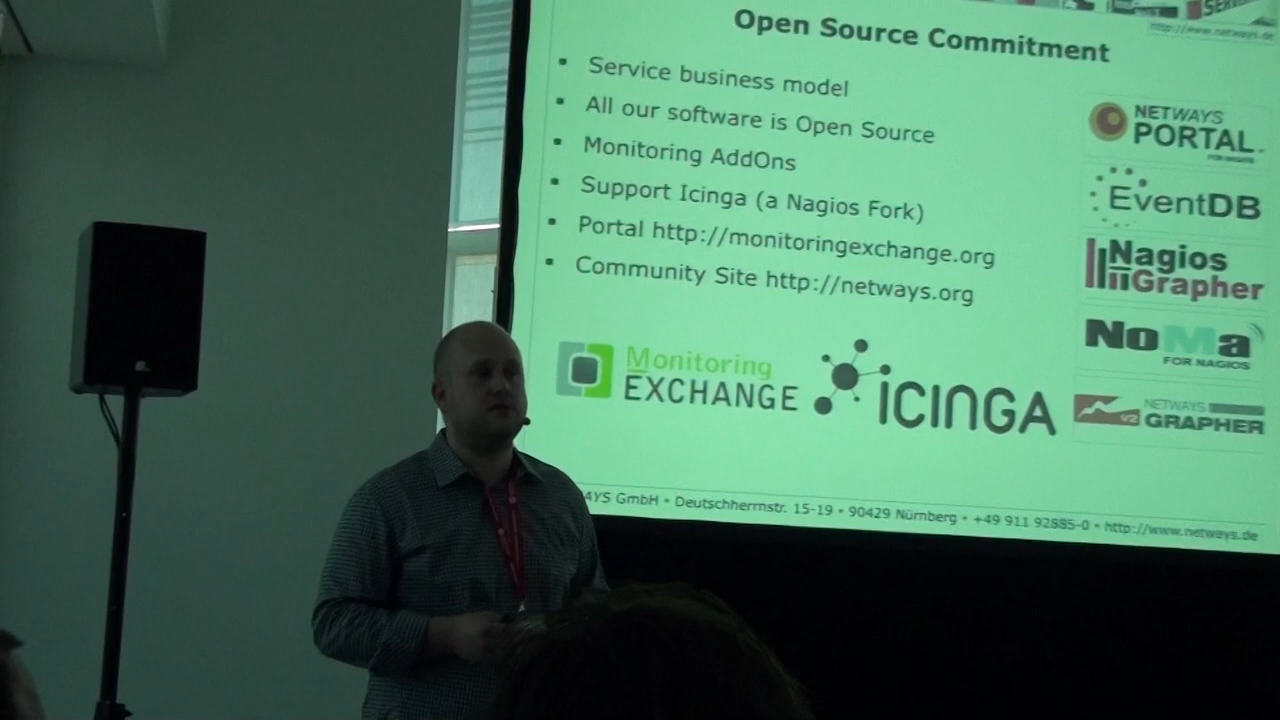 SERV
http://www.netways.de
Open Source Commitment
Service business model
All our software is Open Source
Monitoring AddOns
Support Icinga (a Nagios Fork)
Portal http://monitoringexchange.org
Community Site http://netways.org
NETWAYS
PORTAL
FOR NAGIOS
EventDB
Nagios
Grapher
NoMa
FOR NAGIOS
NETWAYS
V2 GRAPHER
Monitoring
EXCHANGE
iCINGA
AYS GmbH • Deutschherrnstr. 15-19 • 90429 Nürnberg • +49 911 92885-0 • http://www.netways.de